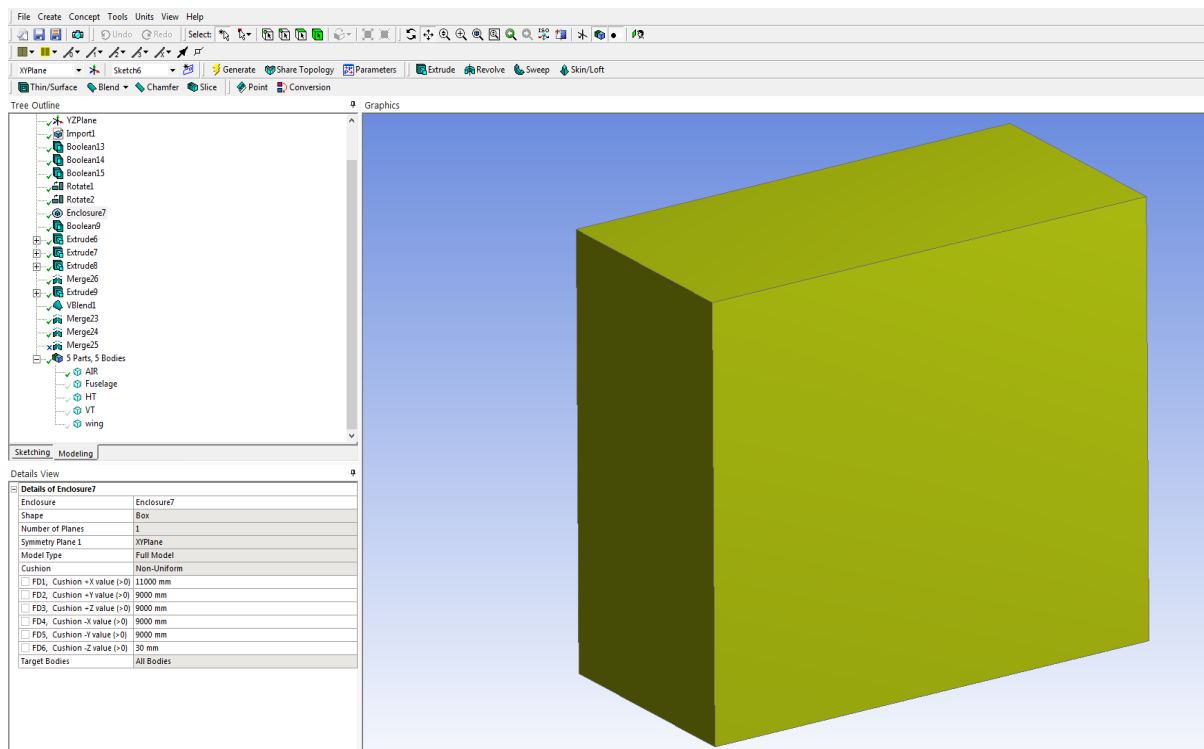 File Create Concept Tools Units View Help
Undo Redo Select:
XYPlane Sketch6 Generate Share Topology Parameters Extrude Revolve Sweep Skin/Loft
Thin/Surface Blend Chamfer Slice Point Conversion
Tree Outline
Graphics
YZPlane
Import1
Boolean13
Boolean14
Boolean15
Rotate1
Rotate2
Enclosure7
Boolean9
Extrude6
Extrude7
Extrude8
Merge26
Extrude9
VBlend1
Merge23
Merge24
Merge25
5 Parts, 5 Bodies
AIR
Fuselage
HT
VT
wing
Sketching Modeling
Details View
Details of Enclosure7
Enclosure Enclosure7
Shape Box
Number of Planes 1
Symmetry Plane 1 XYPlane
Model Type Full Model
Cushion Non-Uniform
FD1, Cushion +X value (>0) 11000 mm
FD2, Cushion +Y value (>0) 9000 mm
FD3, Cushion +Z value (>0) 9000 mm
FD4, Cushion -X value (>0) 9000 mm
FD5, Cushion -Y value (>0) 9000 mm
FD6, Cushion -Z value (>0) 30 mm
Target Bodies All Bodies